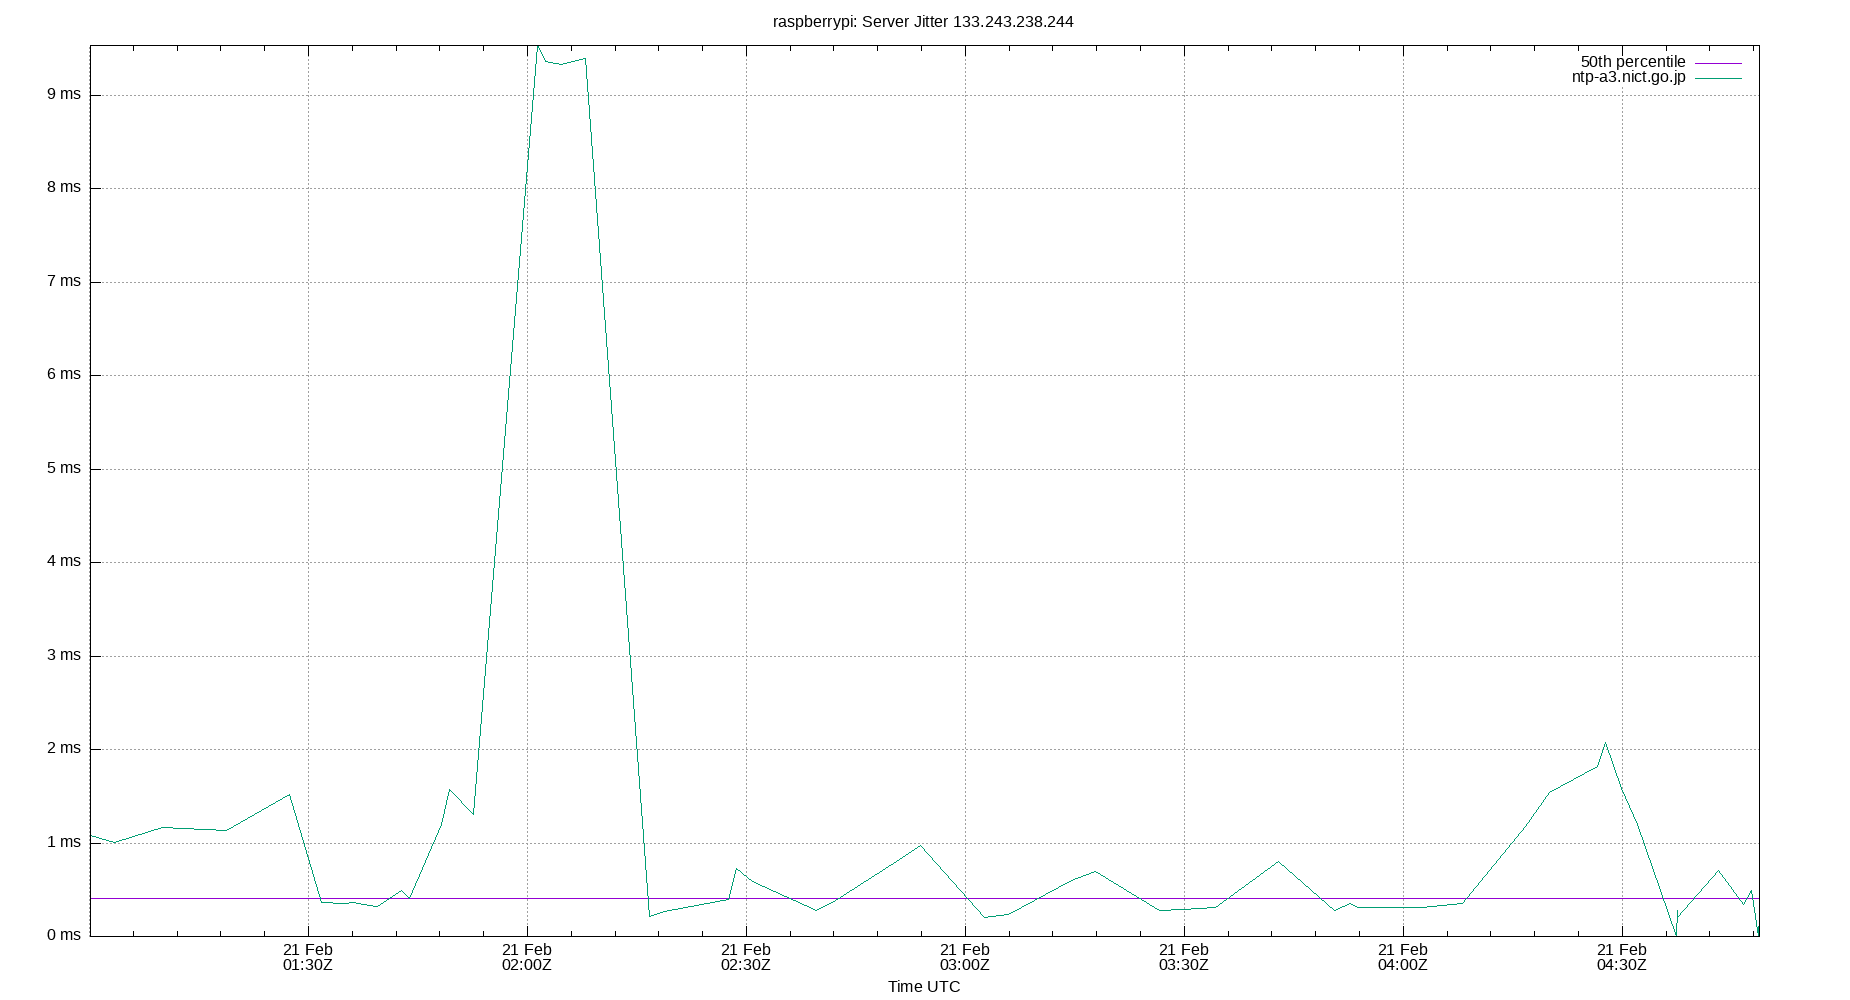 raspberrypi: Server Jitter 133.243.238.244
50th percentile
ntp-a3.nict.go.jp
9 ms
8 ms
7 ms
6 ms
5 ms
4 ms
3 ms
2 ms
1 ms
0 ms
21 Feb 21 Feb 21 Feb 21 Feb 21 Feb 21 Feb 21 Feb
01:30Z 02:00Z 02:30Z 03:00Z 03:30Z 04:00Z 04:30Z
Time UTC